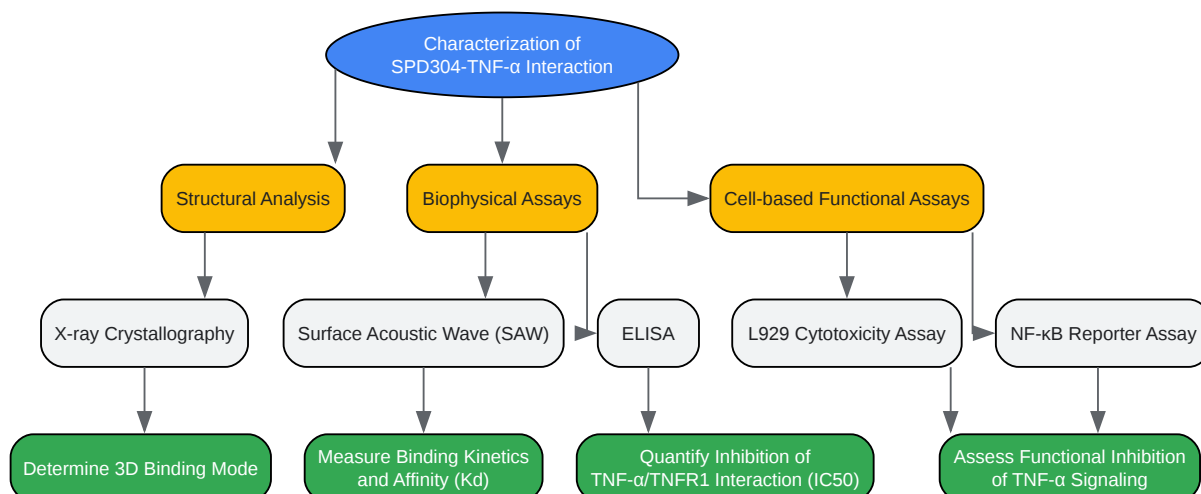 Characterization of
SPD304-TNF-α Interaction
Structural Analysis
Biophysical Assays
Cell-based Functional Assays
X-ray Crystallography
Surface Acoustic Wave (SAW)
ELISA
L929 Cytotoxicity Assay
NF-κB Reporter Assay
Determine 3D Binding Mode
Measure Binding Kinetics
and Affinity (Kd)
Quantify Inhibition of
TNF-α/TNFR1 Interaction (IC50)
Assess Functional Inhibition
of TNF-α Signaling